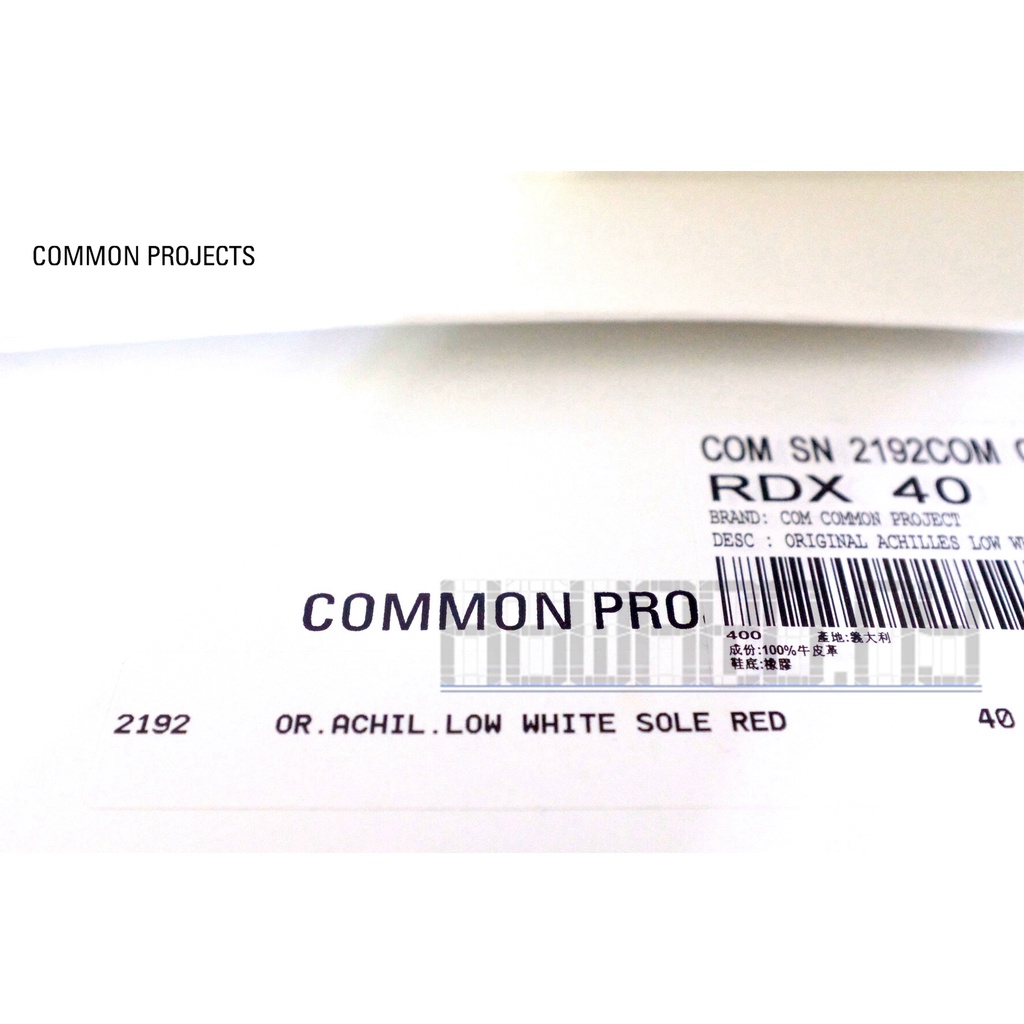 COMMON PROJECTS
COM SN 2192COM
RDX 40
BRAND: COM COMMON PROJECT
DESC : ORIGINAL ACHILLES LOW
COMMON PRO
400 產地:義大利
成份:100%牛皮革
鞋底:橡膠
2192 OR.ACHIL.LOW WHITE SOLE RED 40